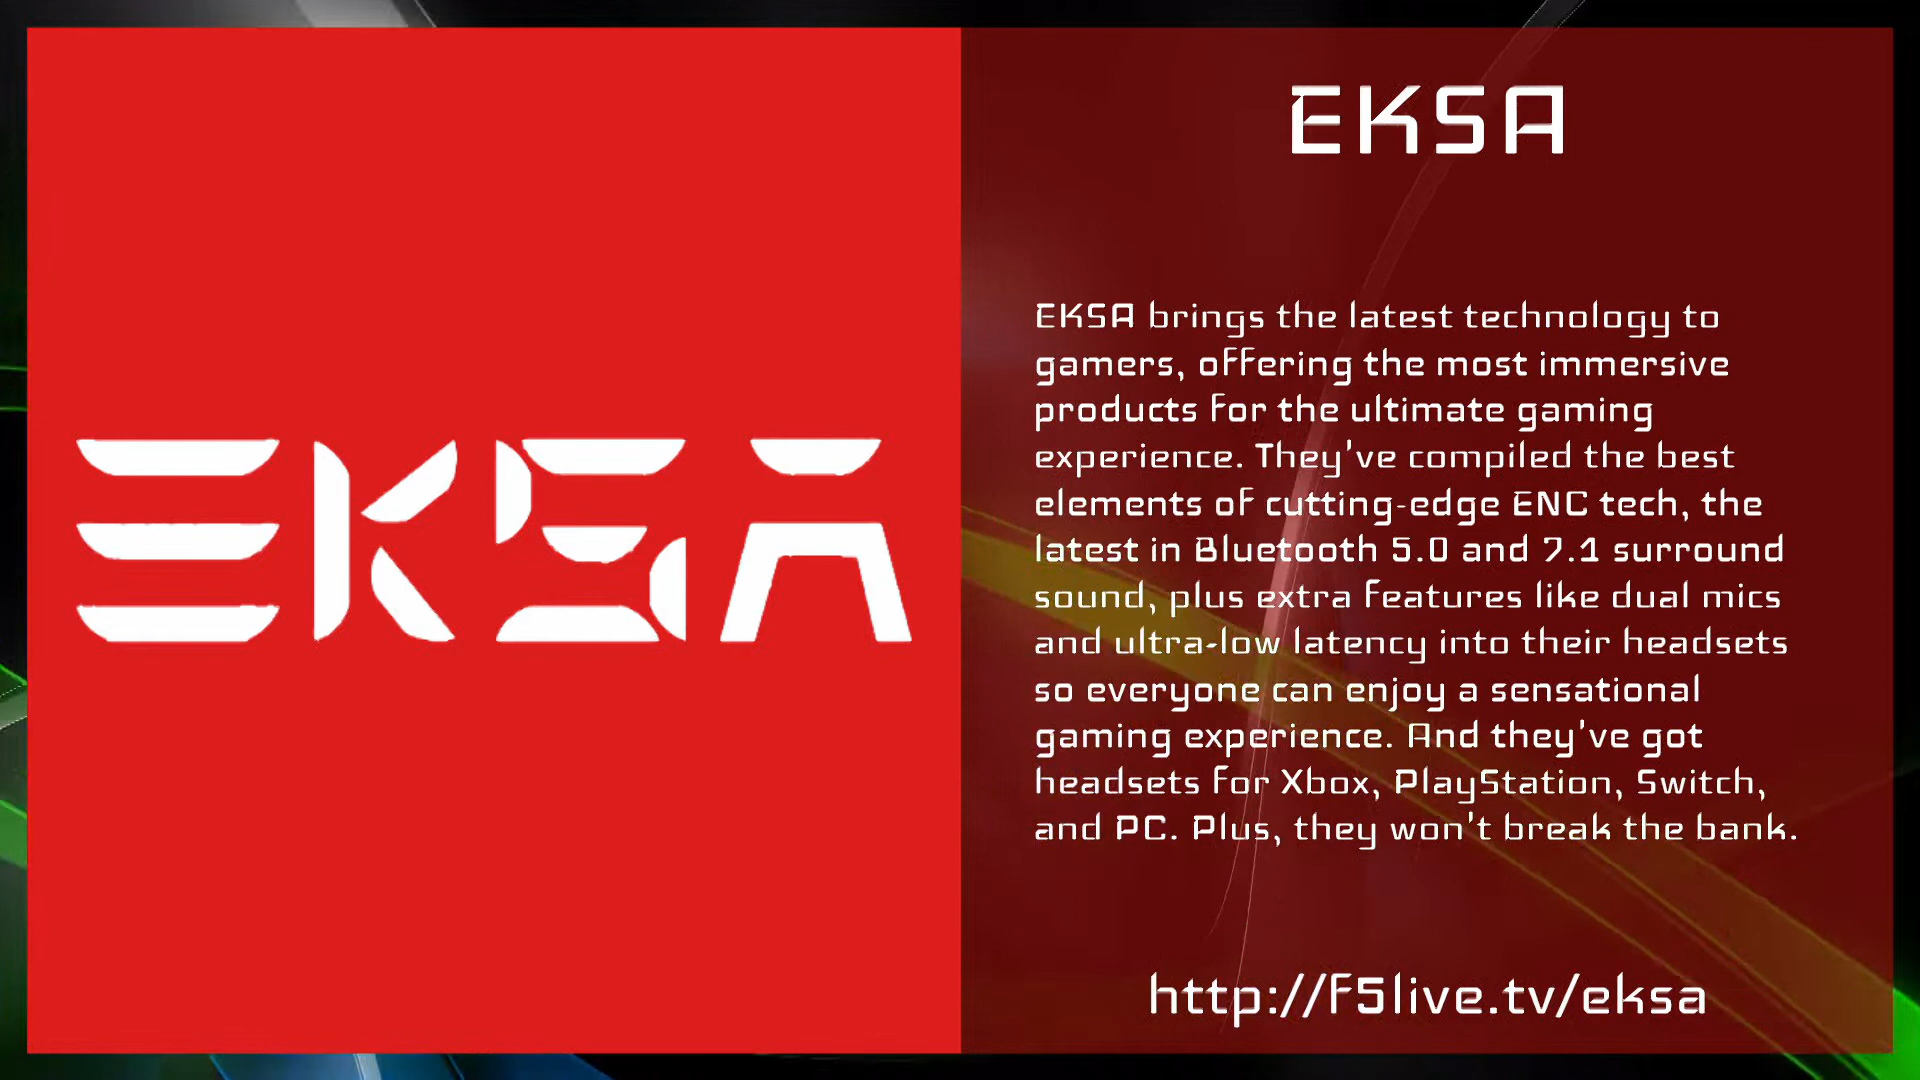 EKSA
EKSA
EKSA brings the latest technology to
gamers, offering the most immersive
products for the ultimate gaming
experience. They've compiled the best
elements of cutting-edge ENC tech, the
latest in Bluetooth 5.0 and 7.1 surround
sound, plus extra features like dual mics
and ultra-low latency into their headsets
so everyone can enjoy a sensational
gaming experience. And they've got
headsets for Xbox, PlayStation, Switch,
and PC. Plus, they won't break the bank.
http://F5live.tv/eksa